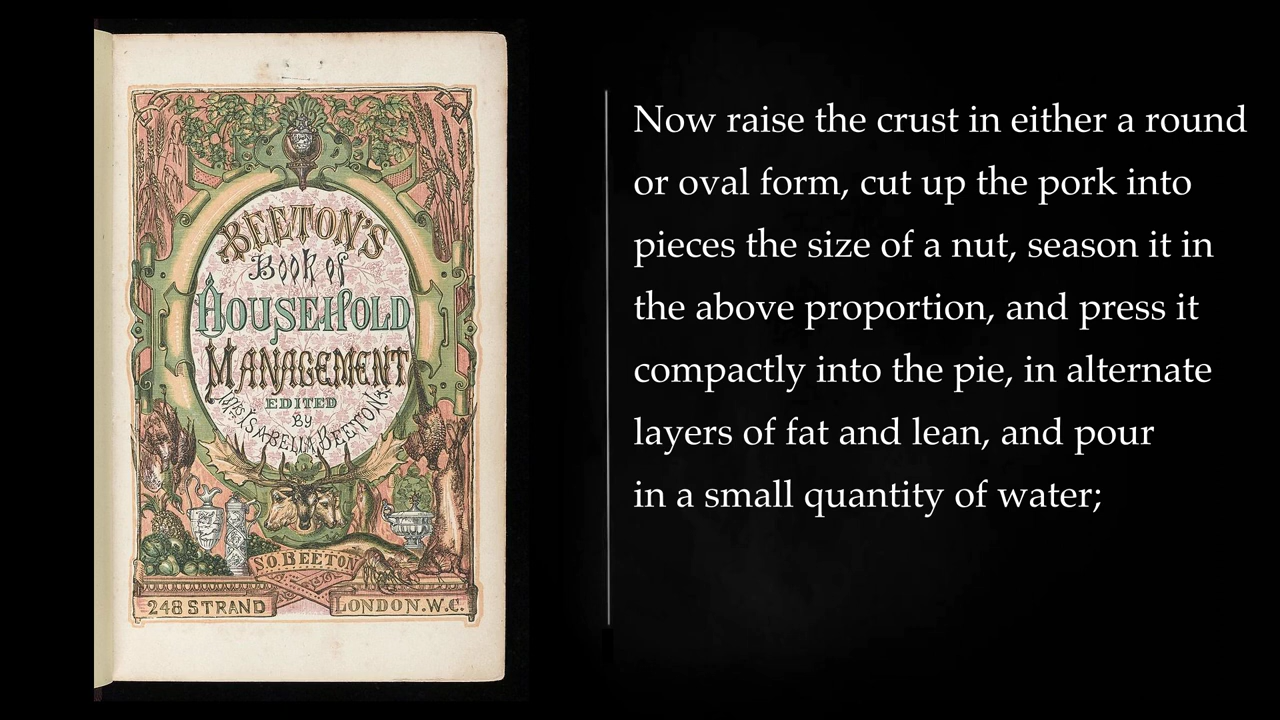 BEETON'S
Book of
HOUSEHOLD
MANAGEMENT
EDITED
BY
MRS ISABELLA BEETON.
S.O. BEETON
248 STRAND
LONDON. W.C.
Now raise the crust in either a round
or oval form, cut up the pork into
pieces the size of a nut, season it in
the above proportion, and press it
compactly into the pie, in alternate
layers of fat and lean, and pour
in a small quantity of water;